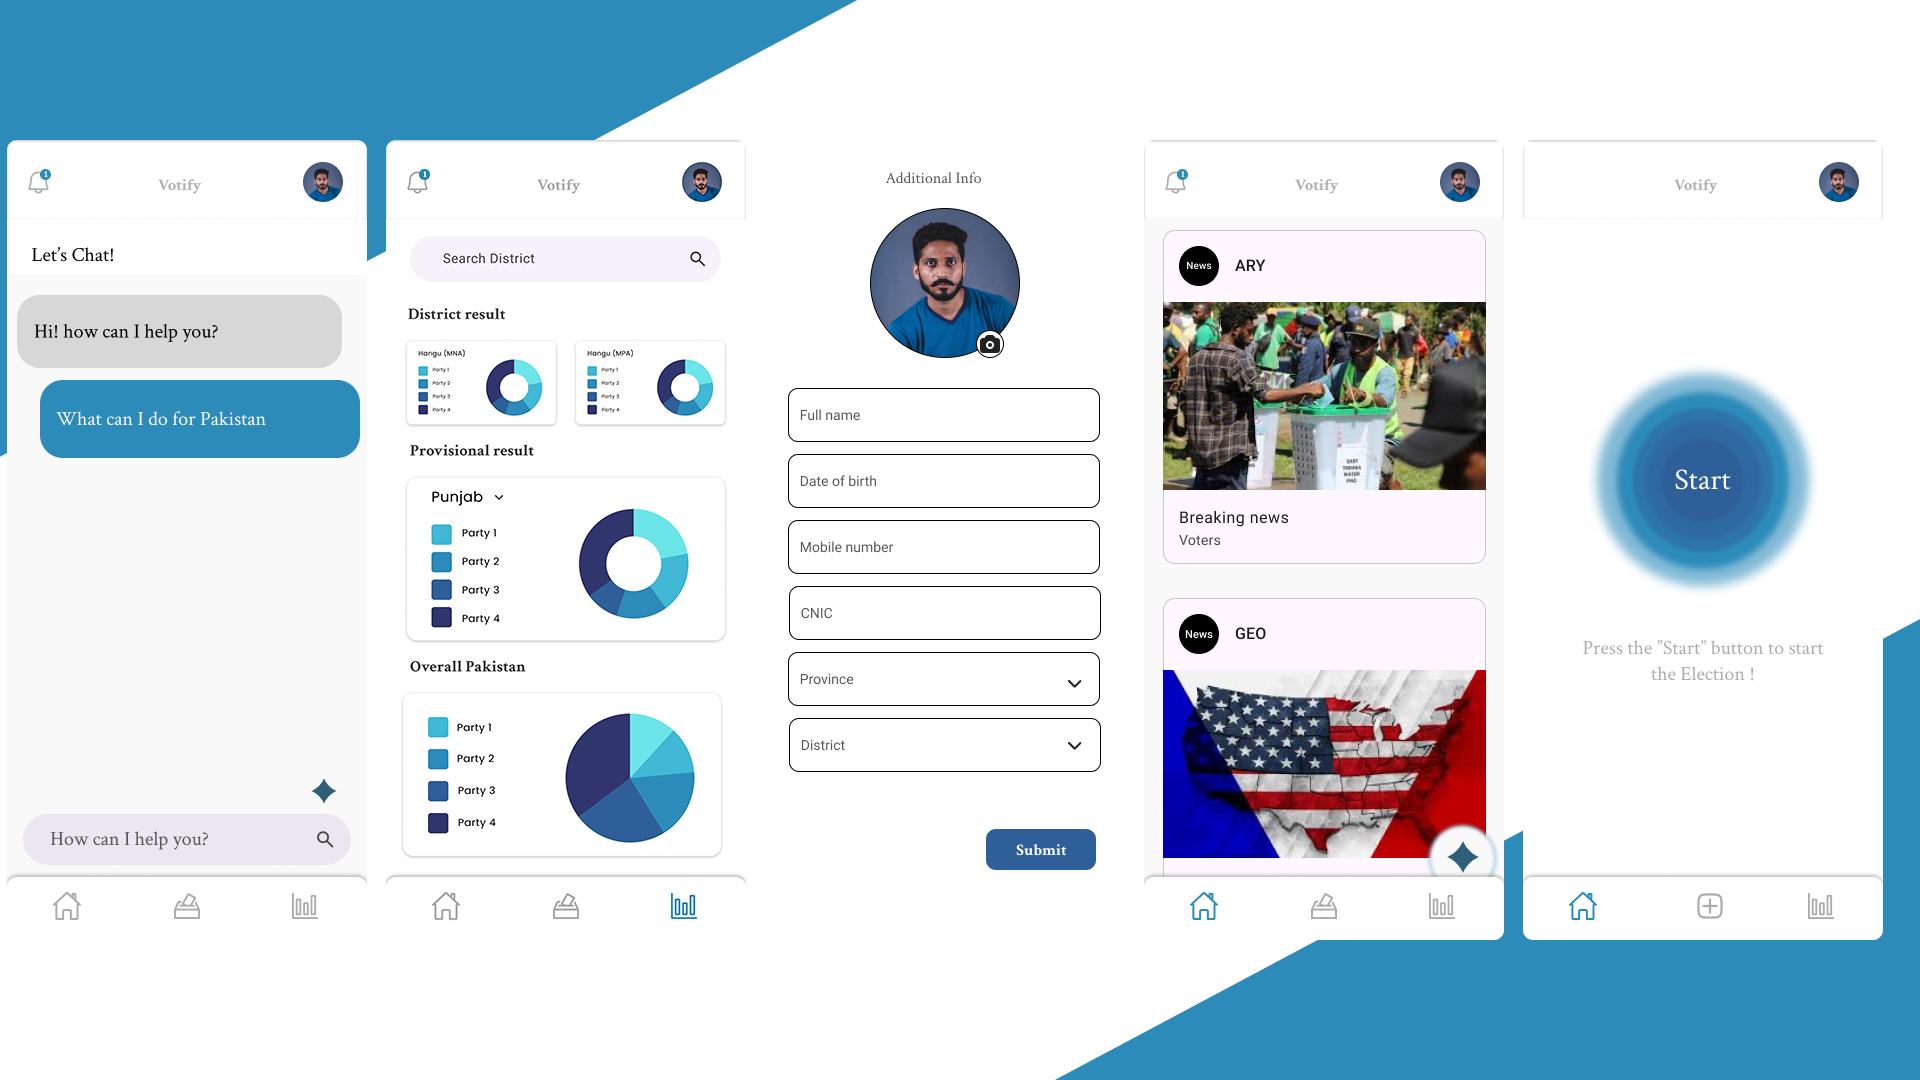 1
Votify
Let's Chat!
Hi! how can I help you?
What can I do for Pakistan
How can I help you?
1
Votify
Search District
District result
Hangu (MNA)
Party 1
Party 2
Party 3
Party 4
Hangu (MPA)
Party 1
Party 2
Party 3
Party 4
Provisional result
Punjab
Party 1
Party 2
Party 3
Party 4
Overall Pakistan
Party 1
Party 2
Party 3
Party 4
Additional Info
Full name
Date of birth
Mobile number
CNIC
Province
District
Submit
1
Votify
News
ARY
EAST
WATER
PNG
Breaking news
Voters
News
GEO
Votify
Start
Press the "Start" button to start
the Election !